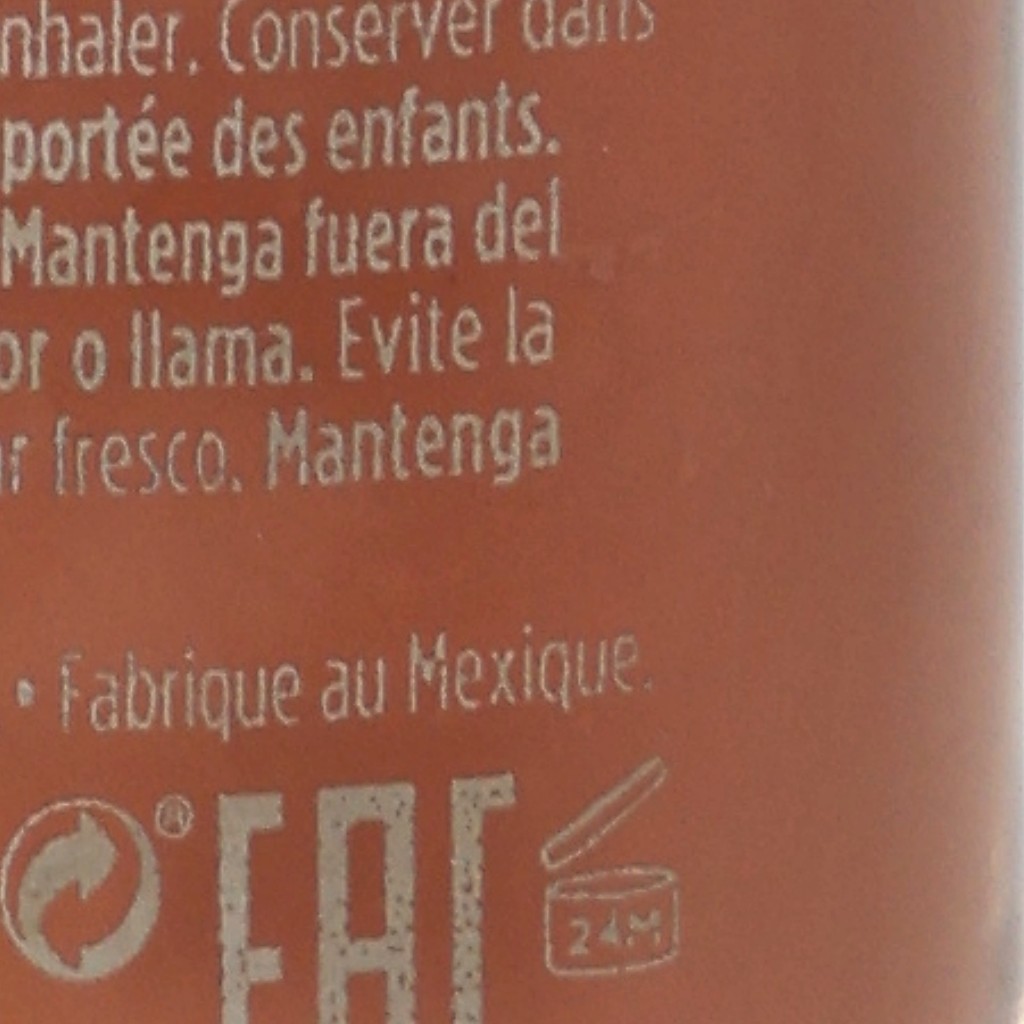 nhaler. Conserver dans
portée des enfants.
Mantenga fuera del
or o llama. Evite la
ar fresco. Mantenga
• Fabrique au Mexique.
® EAC
24M